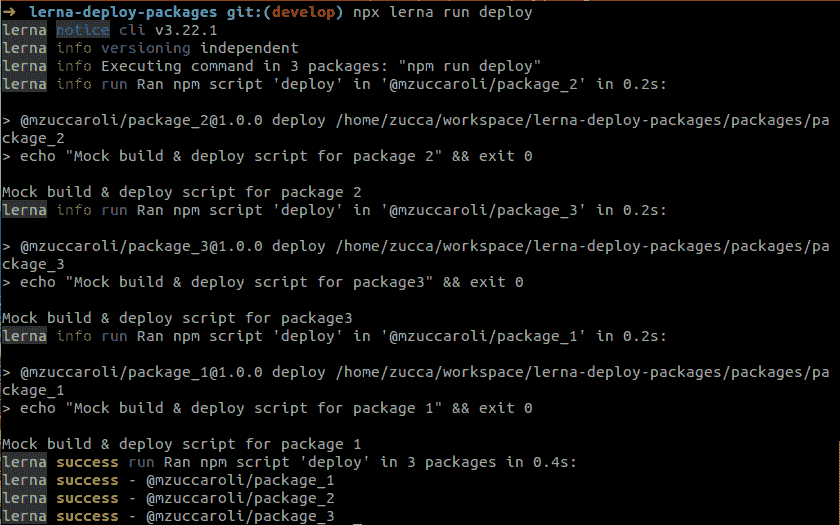 ➜ lerna-deploy-packages git:(develop) npx lerna run deploy
lerna notice cli v3.22.1
lerna info versioning independent
lerna info Executing command in 3 packages: "npm run deploy"
lerna info run Ran npm script 'deploy' in '@mzuccaroli/package_2' in 0.2s:
> @mzuccaroli/package_2@1.0.0 deploy /home/zucca/workspace/lerna-deploy-packages/packages/pa
ckage_2
> echo "Mock build & deploy script for package 2" && exit 0
Mock build & deploy script for package 2
lerna info run Ran npm script 'deploy' in '@mzuccaroli/package_3' in 0.2s:
> @mzuccaroli/package_3@1.0.0 deploy /home/zucca/workspace/lerna-deploy-packages/packages/pa
ckage_3
> echo "Mock build & deploy script for package3" && exit 0
Mock build & deploy script for package3
lerna info run Ran npm script 'deploy' in '@mzuccaroli/package_1' in 0.2s:
> @mzuccaroli/package_1@1.0.0 deploy /home/zucca/workspace/lerna-deploy-packages/packages/pa
ckage_1
> echo "Mock build & deploy script for package 1" && exit 0
Mock build & deploy script for package 1
lerna success run Ran npm script 'deploy' in 3 packages in 0.4s:
lerna success - @mzuccaroli/package_1
lerna success - @mzuccaroli/package_2
lerna success - @mzuccaroli/package_3